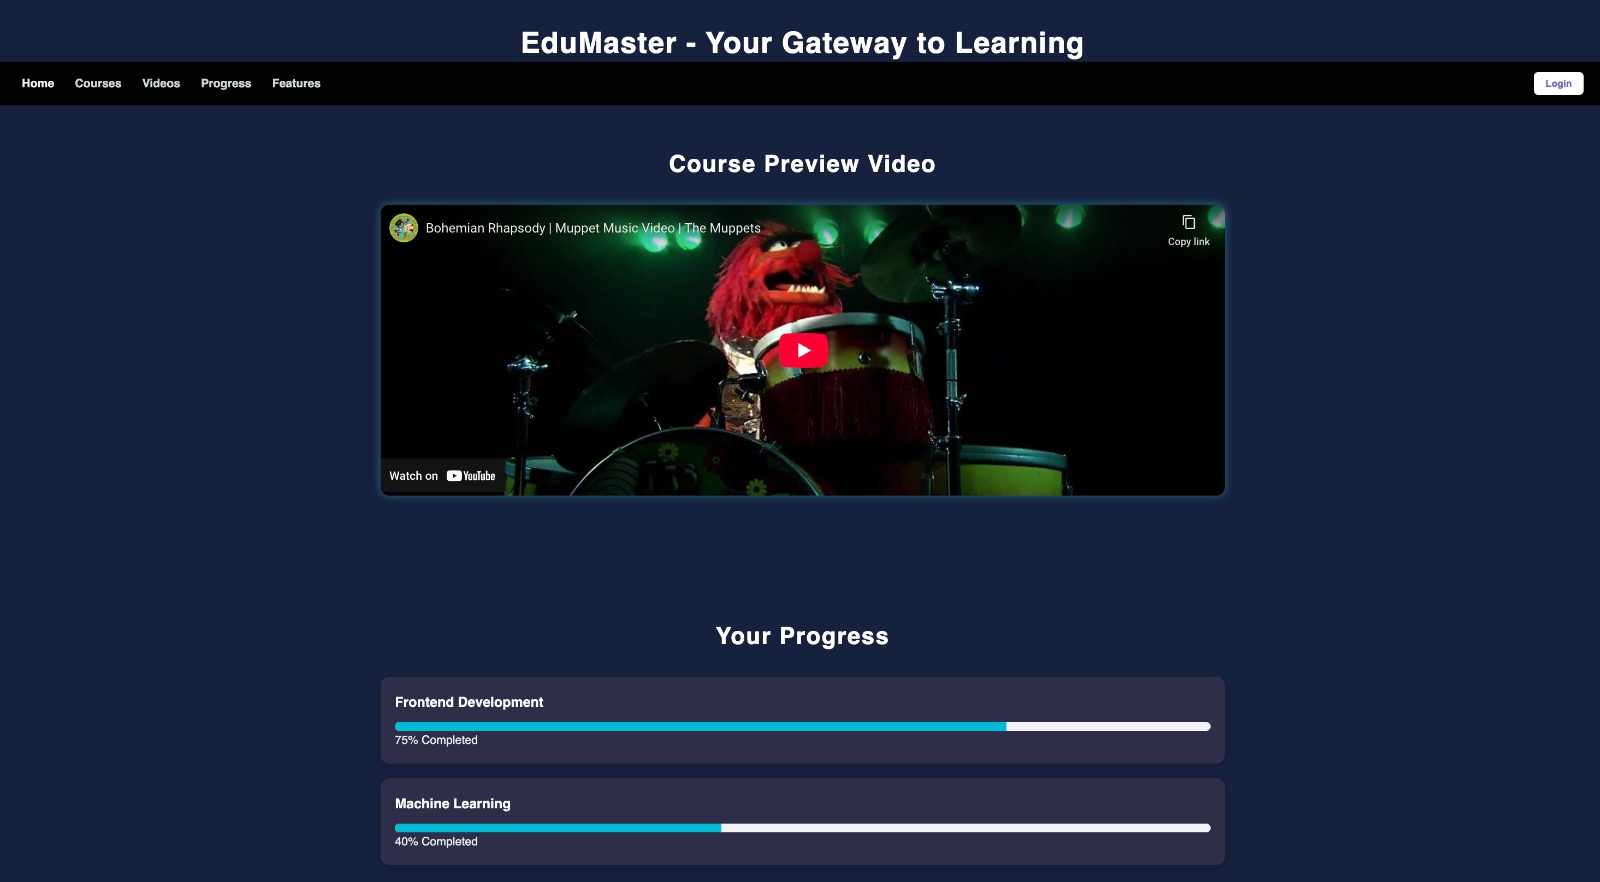 EduMaster - Your Gateway to Learning
Home Courses Videos Progress Features Login
Course Preview Video
Bohemian Rhapsody | Muppet Music Video | The Muppets
Copy link
Watch on YouTube
Your Progress
Frontend Development
75% Completed
Machine Learning
40% Completed